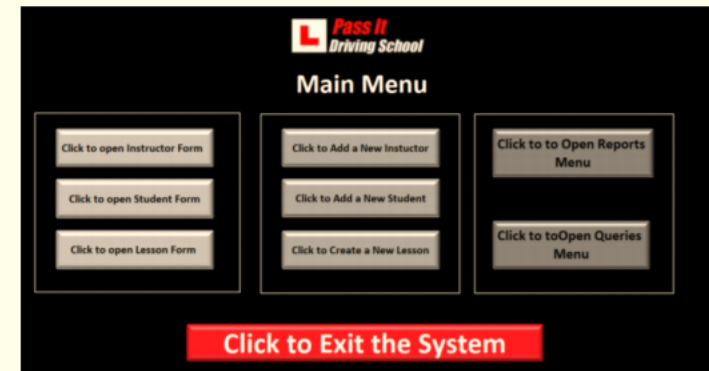 L
Pass It
Driving School
Main Menu
Click to open Instructor Form
Click to open Student Form
Click to open Lesson Form
Click to Add a New Instuctor
Click to Add a New Student
Click to Create a New Lesson
Click to to Open Reports
Menu
Click to toOpen Queries
Menu
Click to Exit the System